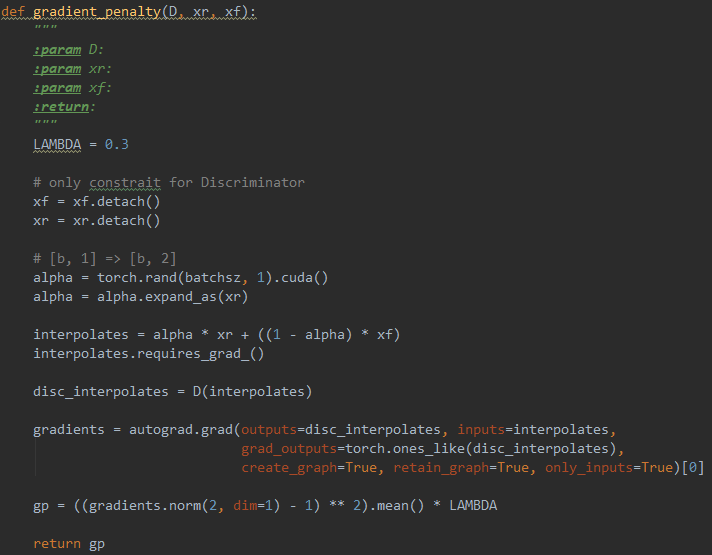 def gradient_penalty(D, xr, xf):
    """
    :param D:
    :param xr:
    :param xf:
    :return:
    """
    LAMBDA = 0.3

    # only constrait for Discriminator
    xf = xf.detach()
    xr = xr.detach()

    # [b, 1] => [b, 2]
    alpha = torch.rand(batchsz, 1).cuda()
    alpha = alpha.expand_as(xr)

    interpolates = alpha * xr + ((1 - alpha) * xf)
    interpolates.requires_grad_()

    disc_interpolates = D(interpolates)

    gradients = autograd.grad(outputs=disc_interpolates, inputs=interpolates,
                              grad_outputs=torch.ones_like(disc_interpolates),
                              create_graph=True, retain_graph=True, only_inputs=True)[0]

    gp = ((gradients.norm(2, dim=1) - 1) ** 2).mean() * LAMBDA

    return gp